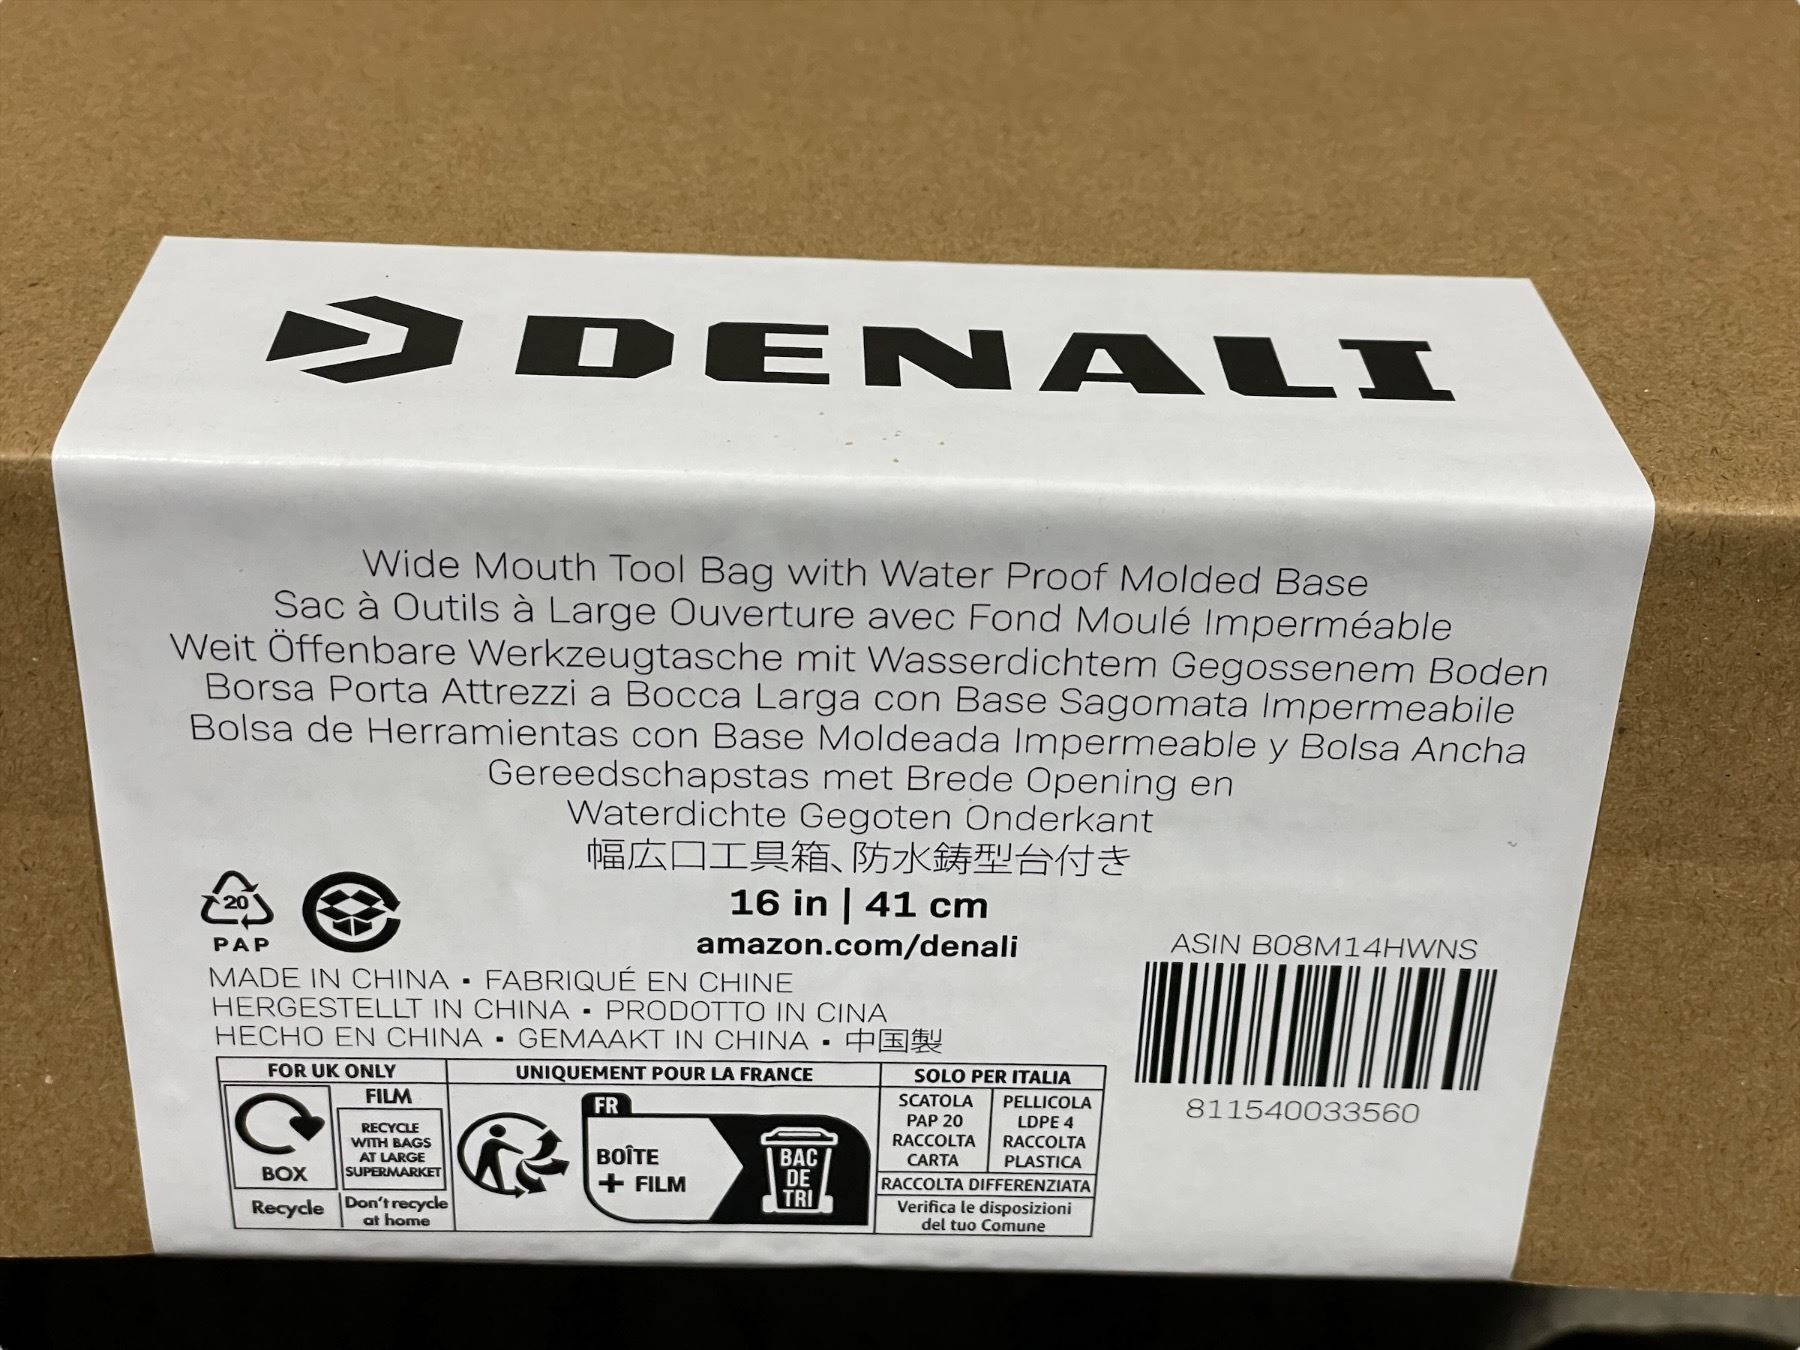 DENALI
Wide Mouth Tool Bag with Water Proof Molded Base
Sac à Outils à Large Ouverture avec Fond Moulé Imperméable
Weit Öffenbare Werkzeugtasche mit Wasserdichtem Gegossenem Boden
Borsa Porta Attrezzi a Bocca Larga con Base Sagomata Impermeabile
Bolsa de Herramientas con Base Moldeada Impermeable y Bolsa Ancha
Gereedschapstas met Brede Opening en
Waterdichte Gegoten Onderkant
幅広口工具箱、防水鋳型台付き
16 in | 41 cm
amazon.com/denali
20
PAP
MADE IN CHINA ▪ FABRIQUÉ EN CHINE
HERGESTELLT IN CHINA ▪ PRODOTTO IN CINA
HECHO EN CHINA ▪ GEMAAKT IN CHINA ▪ 中国製
ASIN B08M14HWNS
811540033560
FOR UK ONLY
BOX
Recycle
FILM
RECYCLE
WITH BAGS
AT LARGE
SUPERMARKET
Don't recycle
at home
UNIQUEMENT POUR LA FRANCE
FR
BOÎTE
+ FILM
BAC
DE
TRI
SOLO PER ITALIA
SCATOLA
PAP 20
RACCOLTA
CARTA
PELLICOLA
LDPE 4
RACCOLTA
PLASTICA
RACCOLTA DIFFERENZIATA
Verifica le disposizioni
del tuo Comune